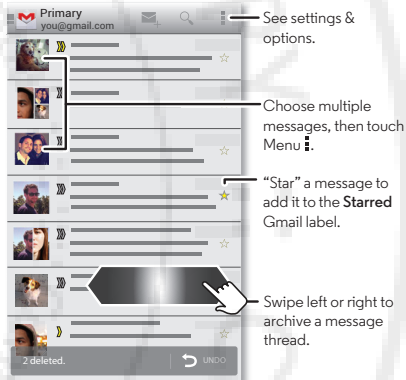 Primary
you@gmail.com
See settings &
options.
Choose multiple
messages, then touch
Menu .
"Star" a message to
add it to the Starred
Gmail label.
Swipe left or right to
archive a message
thread.
2 deleted.
UNDO